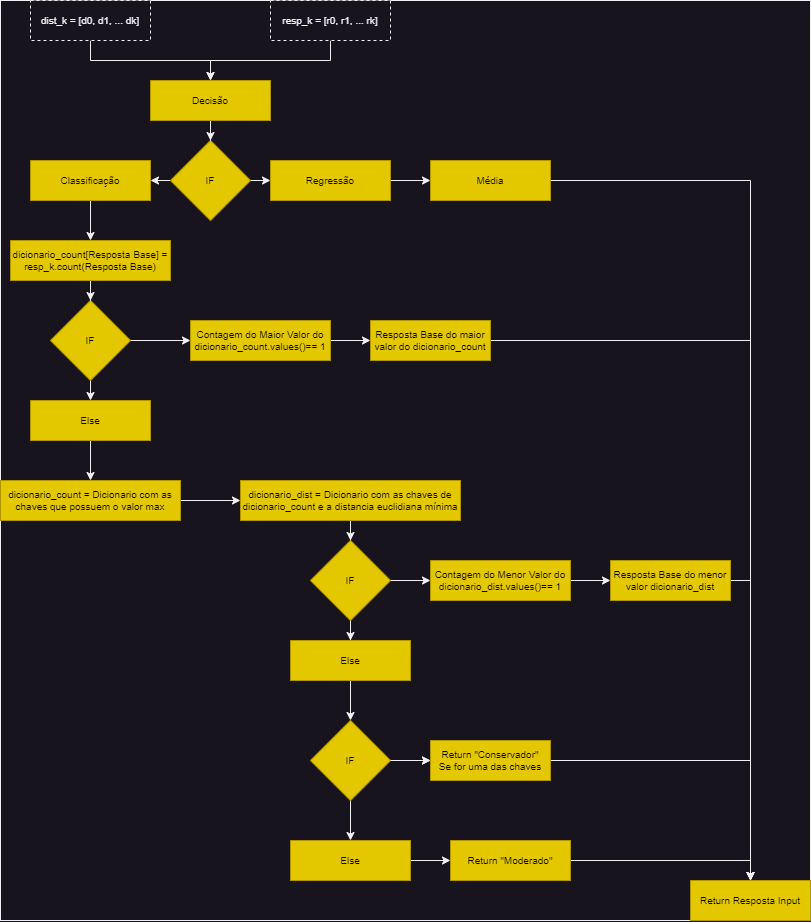 dist_k = [d0, d1, ... dk]
resp_k = [r0, r1, ... rk]
Decisão
Classificação
IF
Regressão
Média
dicionario_count[Resposta Base] =
resp_k.count(Resposta Base)
IF
Contagem do Maior Valor do
dicionario_count.values()== 1
Resposta Base do maior
valor do dicionario_count
Else
dicionario_count = Dicionario com as
chaves que possuem o valor max
dicionario_dist = Dicionario com as chaves de
dicionario_count e a distancia euclidiana mínima
IF
Contagem do Menor Valor do
dicionario_dist.values()== 1
Resposta Base do menor
valor dicionario_dist
Else
IF
Return "Conservador"
Se for uma das chaves
Else
Return "Moderado"
Return Resposta Input